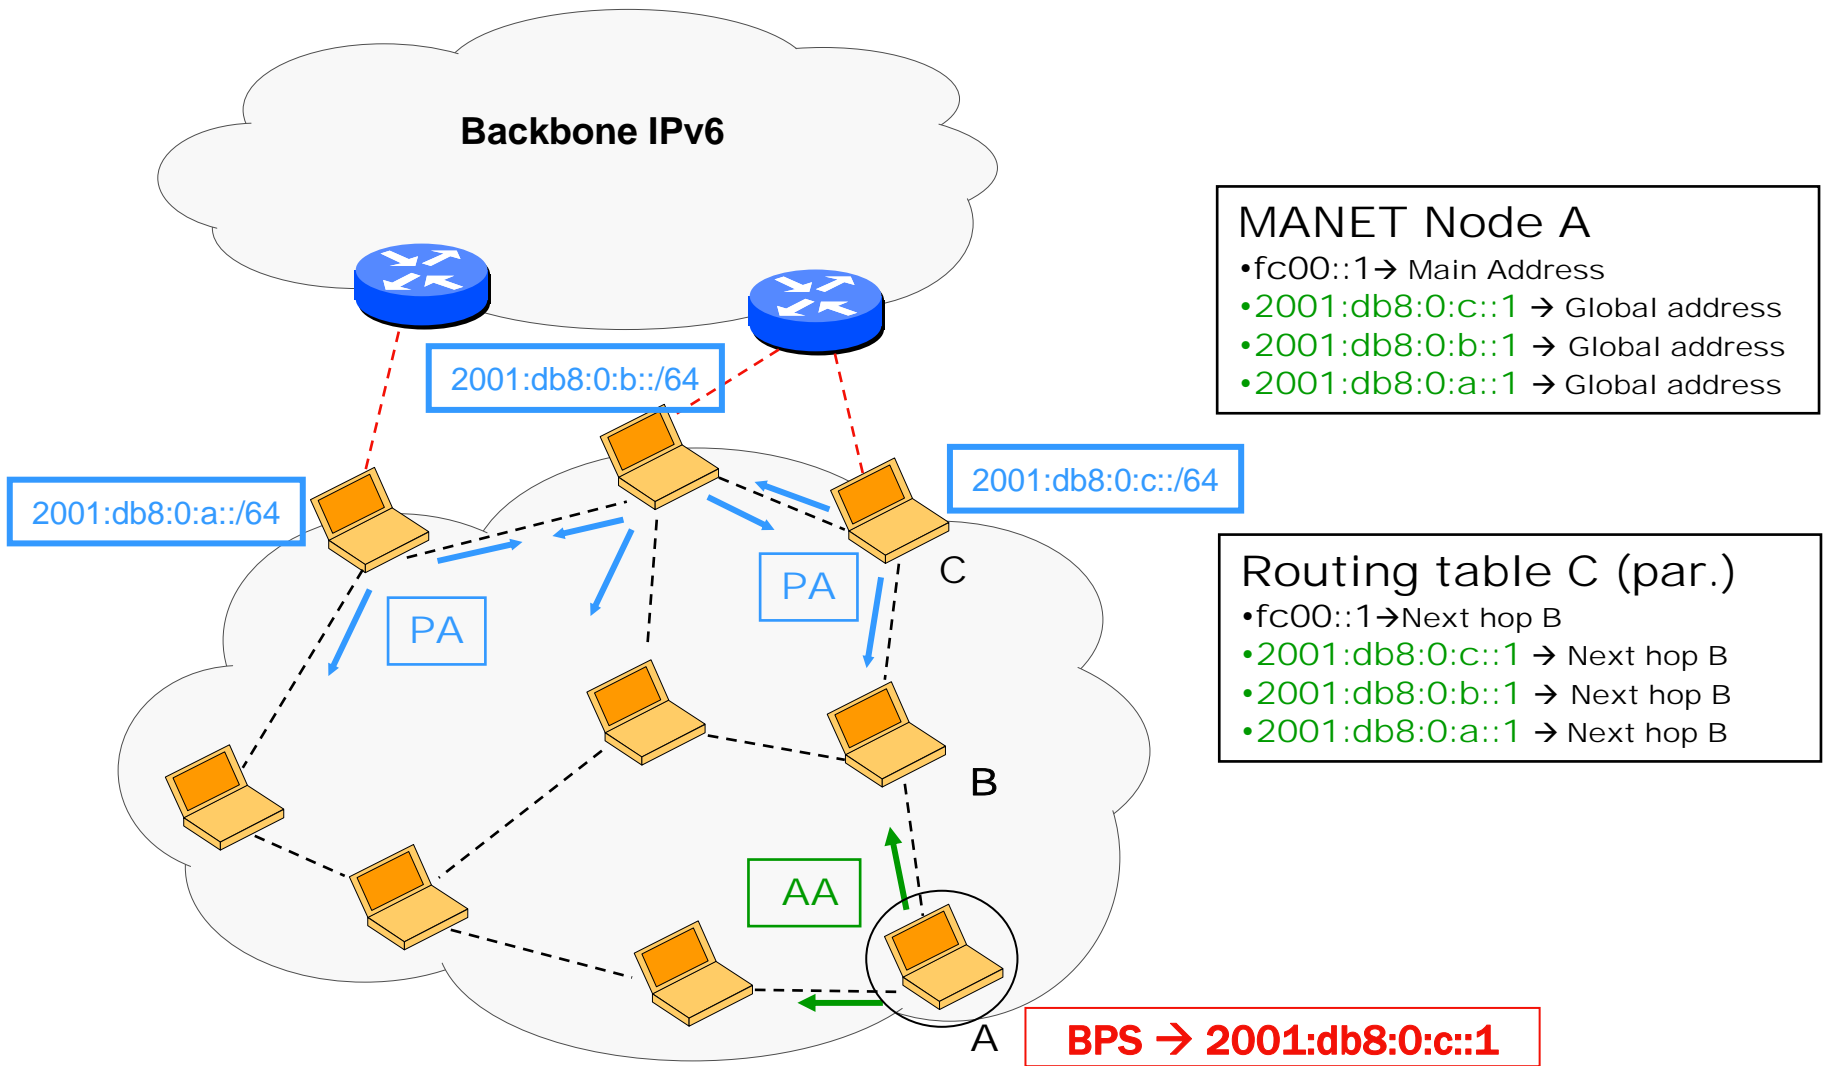 Backbone IPv6
MANET Node A
•fc00::1→ Main Address
•2001:db8:0:c::1 → Global address
•2001:db8:0:b::1 → Global address
•2001:db8:0:a::1 → Global address
2001:db8:0:b::/64
2001:db8:0:c::/64
2001:db8:0:a::/64
C
PA
PA
Routing table C (par.)
•fc00::1→Next hop B
•2001:db8:0:c::1 → Next hop B
•2001:db8:0:b::1 → Next hop B
•2001:db8:0:a::1 → Next hop B
B
AA
A
BPS → 2001:db8:0:c::1